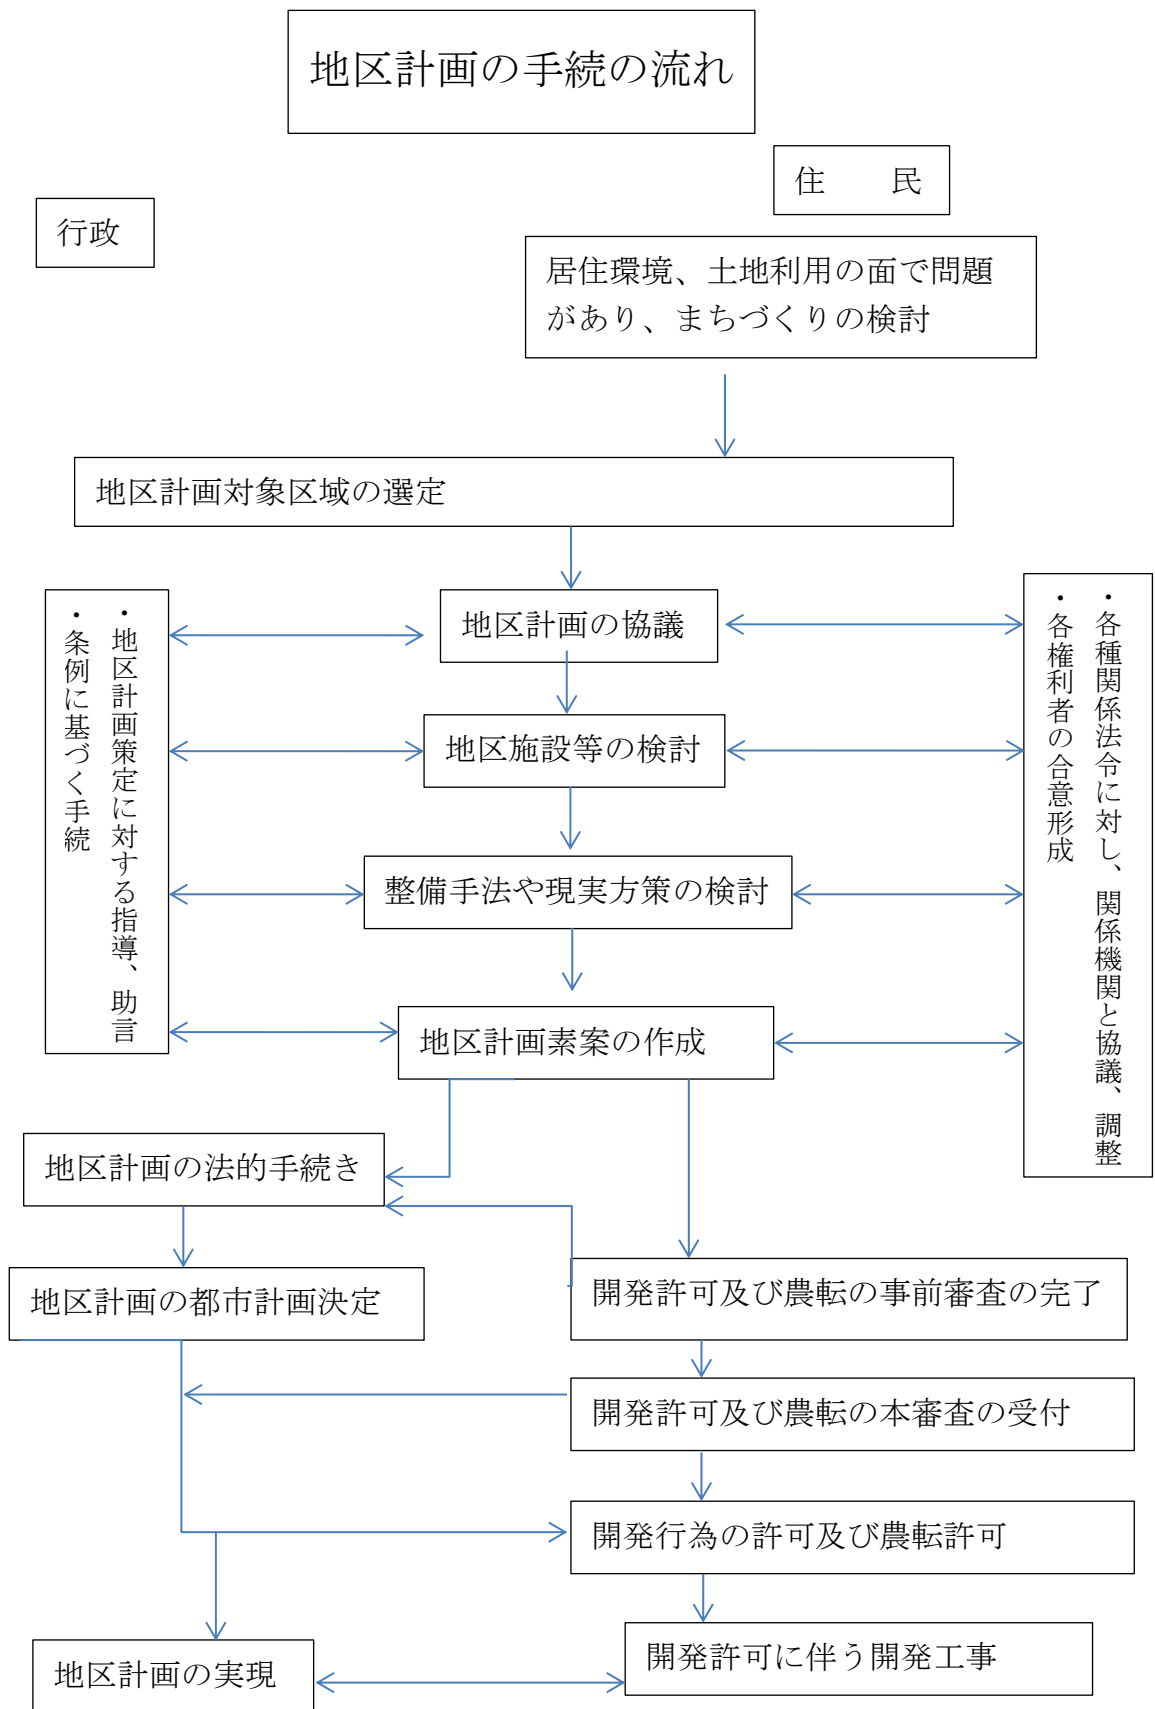 地区計画の手続の流れ
住　　民
行政
居住環境、土地利用の面で問題
があり、まちづくりの検討
地区計画対象区域の選定
・地区計画策定に対する指導、助言
・条例に基づく手続
地区計画の協議
・各種関係法令に対し、関係機関と協議、調整
・各権利者の合意形成
地区施設等の検討
整備手法や現実方策の検討
地区計画素案の作成
地区計画の法的手続き
開発許可及び農転の事前審査の完了
地区計画の都市計画決定
開発許可及び農転の本審査の受付
開発行為の許可及び農転許可
開発許可に伴う開発工事
地区計画の実現